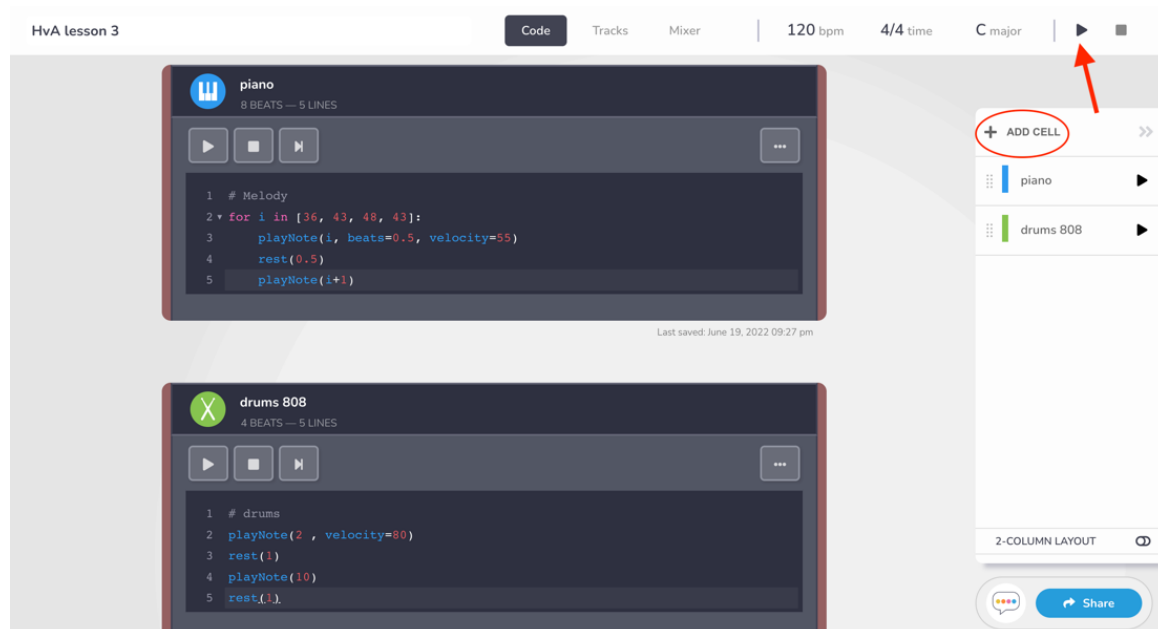 HvA lesson 3
Code Tracks Mixer 120 bpm 4/4 time C major
piano
8 BEATS — 5 LINES
1 # Melody
2 for i in [36, 43, 48, 43]:
3 playNote(i, beats=0.5, velocity=55)
4 rest(0.5)
5 playNote(i+1)
Last saved: June 19, 2022 09:27 pm
drums 808
4 BEATS — 5 LINES
1 # drums
2 playNote(2 , velocity=80)
3 rest(1)
4 playNote(10)
5 rest(1)
+ ADD CELL
piano
drums 808
2-COLUMN LAYOUT
Share